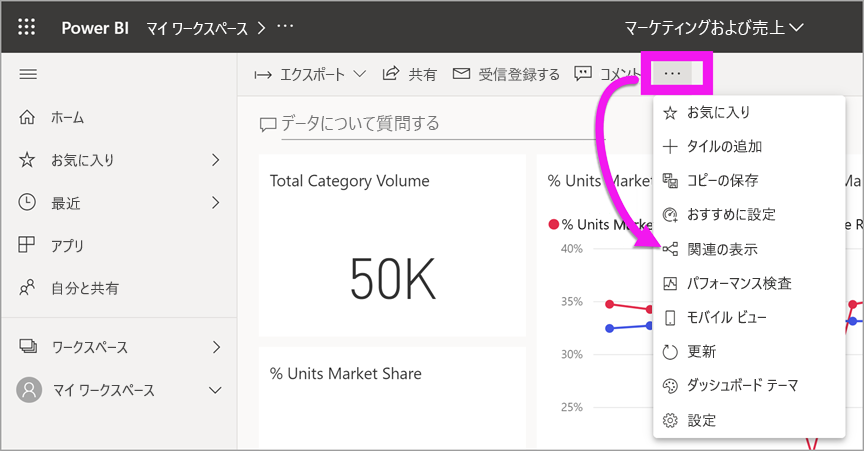 Power BI マイ ワークスペース > ···
マーケティングおよび売上
エクスポート 共有 受信登録する コメント ···
データについて質問する
ホーム
お気に入り
最近
アプリ
自分と共有
ワークスペース
マイ ワークスペース
Total Category Volume
50K
% Units Market Share
% Units Market
% Units Market
40%
35%
30%
25%
お気に入り
タイルの追加
コピーの保存
おすすめに設定
関連の表示
パフォーマンス検査
モバイル ビュー
更新
ダッシュボード テーマ
設定